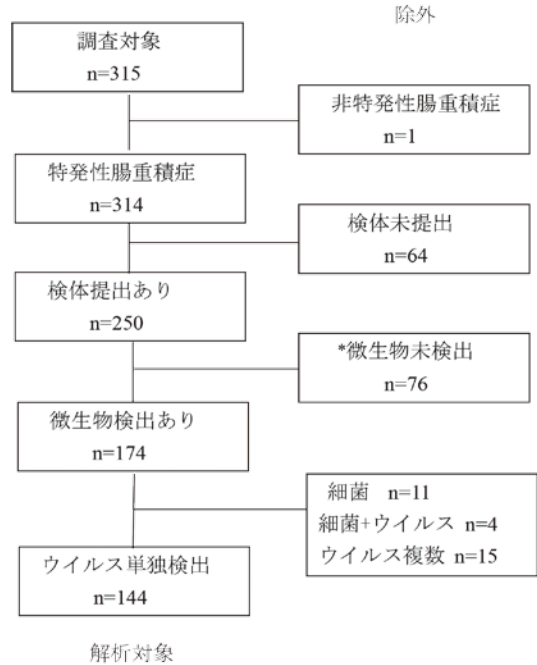 除外
調査対象
n=315
非特発性腸重積症
n=1
特発性腸重積症
n=314
検体未提出
n=64
検体提出あり
n=250
*微生物未検出
n=76
微生物検出あり
n=174
細菌 n=11
細菌+ウイルス n=4
ウイルス複数 n=15
ウイルス単独検出
n=144
解析対象